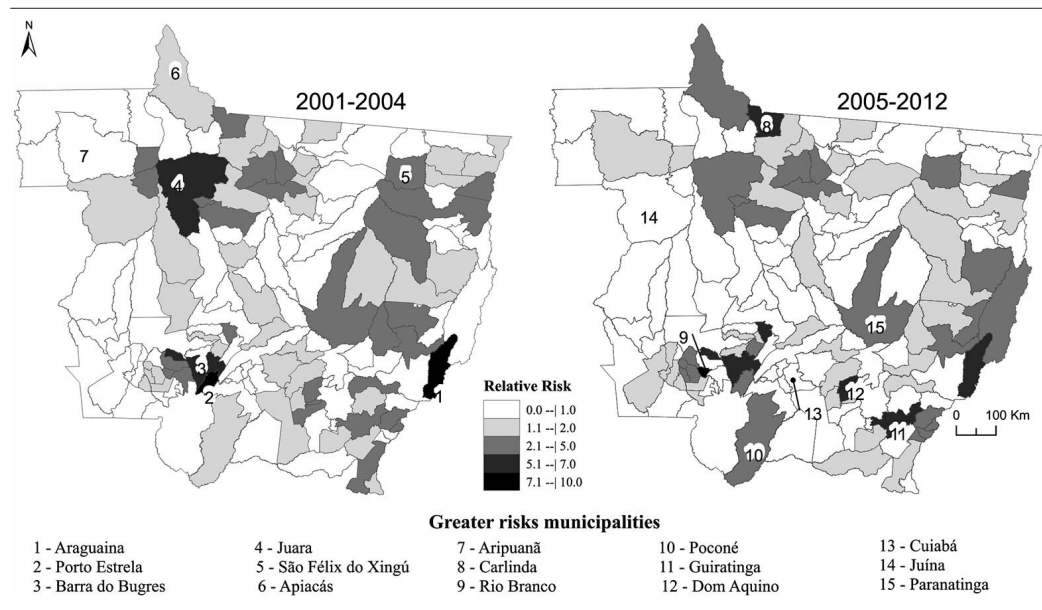 N
2001-2004
2005-2012
6
7
4
5
3
2
1
8
14
9
15
13
12
11
10
Relative Risk
0.0 --| 1.0
1.1 --| 2.0
2.1 --| 5.0
5.1 --| 7.0
7.1 --| 10.0
0 100 Km
Greater risks municipalities
1 - Araguaina
2 - Porto Estrela
3 - Barra do Bugres
4 - Juara
5 - São Félix do Xingú
6 - Apiacás
7 - Aripuanã
8 - Carlinda
9 - Rio Branco
10 - Poconé
11 - Guiratinga
12 - Dom Aquino
13 - Cuiabá
14 - Juína
15 - Paranatinga